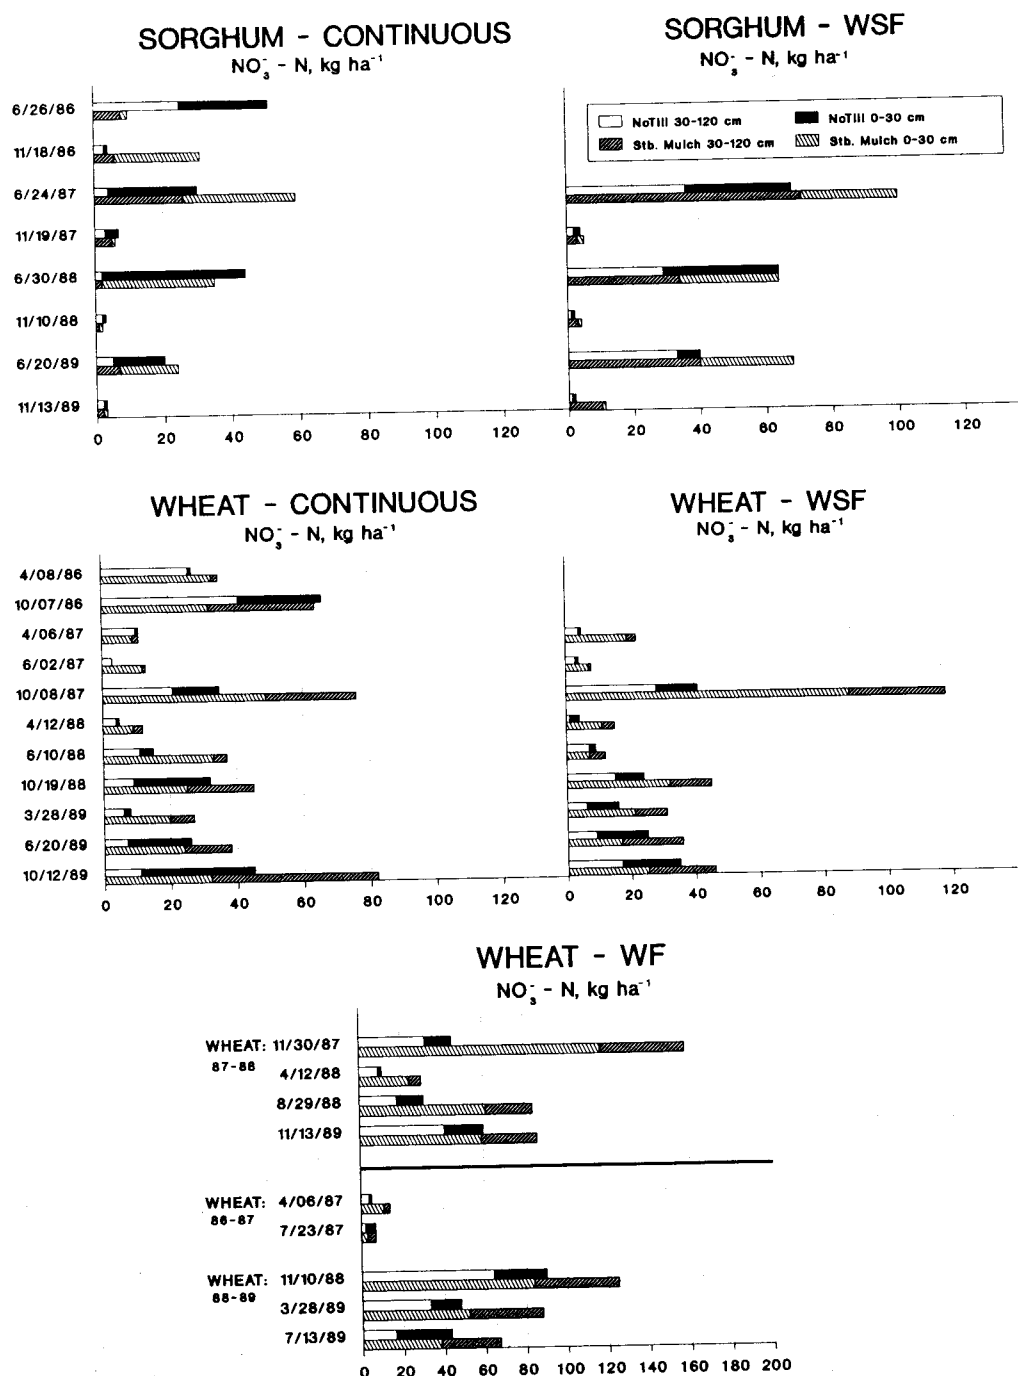 SORGHUM - CONTINUOUS
NO₃⁻ - N, kg ha⁻¹
6/26/86
11/18/86
6/24/87
11/19/87
6/30/88
11/10/88
6/20/89
11/13/89
0 20 40 60 80 100 120
SORGHUM - WSF
NO₃⁻ - N, kg ha⁻¹
NoTill 30-120 cm
NoTill 0-30 cm
Stb. Mulch 30-120 cm
Stb. Mulch 0-30 cm
0 20 40 60 80 100 120
WHEAT - CONTINUOUS
NO₃⁻ - N, kg ha⁻¹
4/08/86
10/07/86
4/06/87
6/02/87
10/08/87
4/12/88
6/10/88
10/19/88
3/28/89
6/20/89
10/12/89
0 20 40 60 80 100 120
WHEAT - WSF
NO₃⁻ - N, kg ha⁻¹
0 20 40 60 80 100 120
WHEAT - WF
NO₃⁻ - N, kg ha⁻¹
WHEAT: 11/30/87
87-88
4/12/88
8/29/88
11/13/89
WHEAT: 4/06/87
86-87
7/23/87
WHEAT: 11/10/88
88-89
3/28/89
7/13/89
0 20 40 60 80 100 120 140 160 180 200